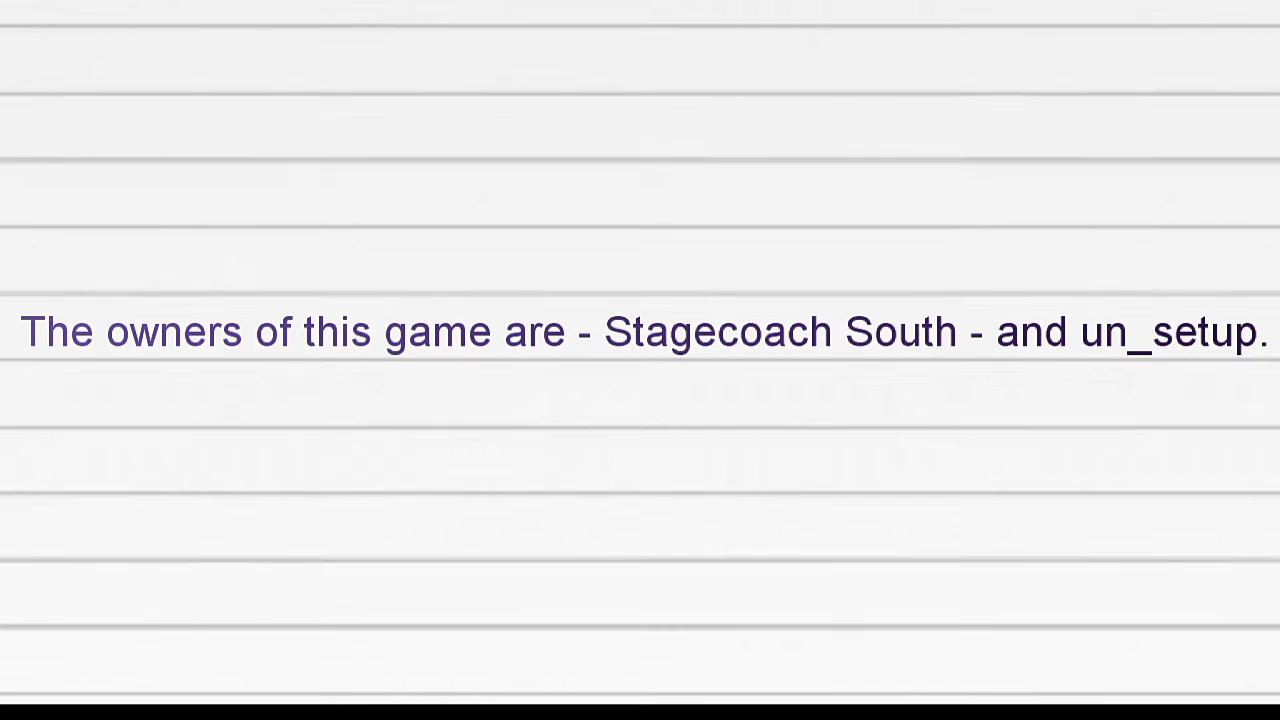 The owners of this game are - Stagecoach South - and un_setup.